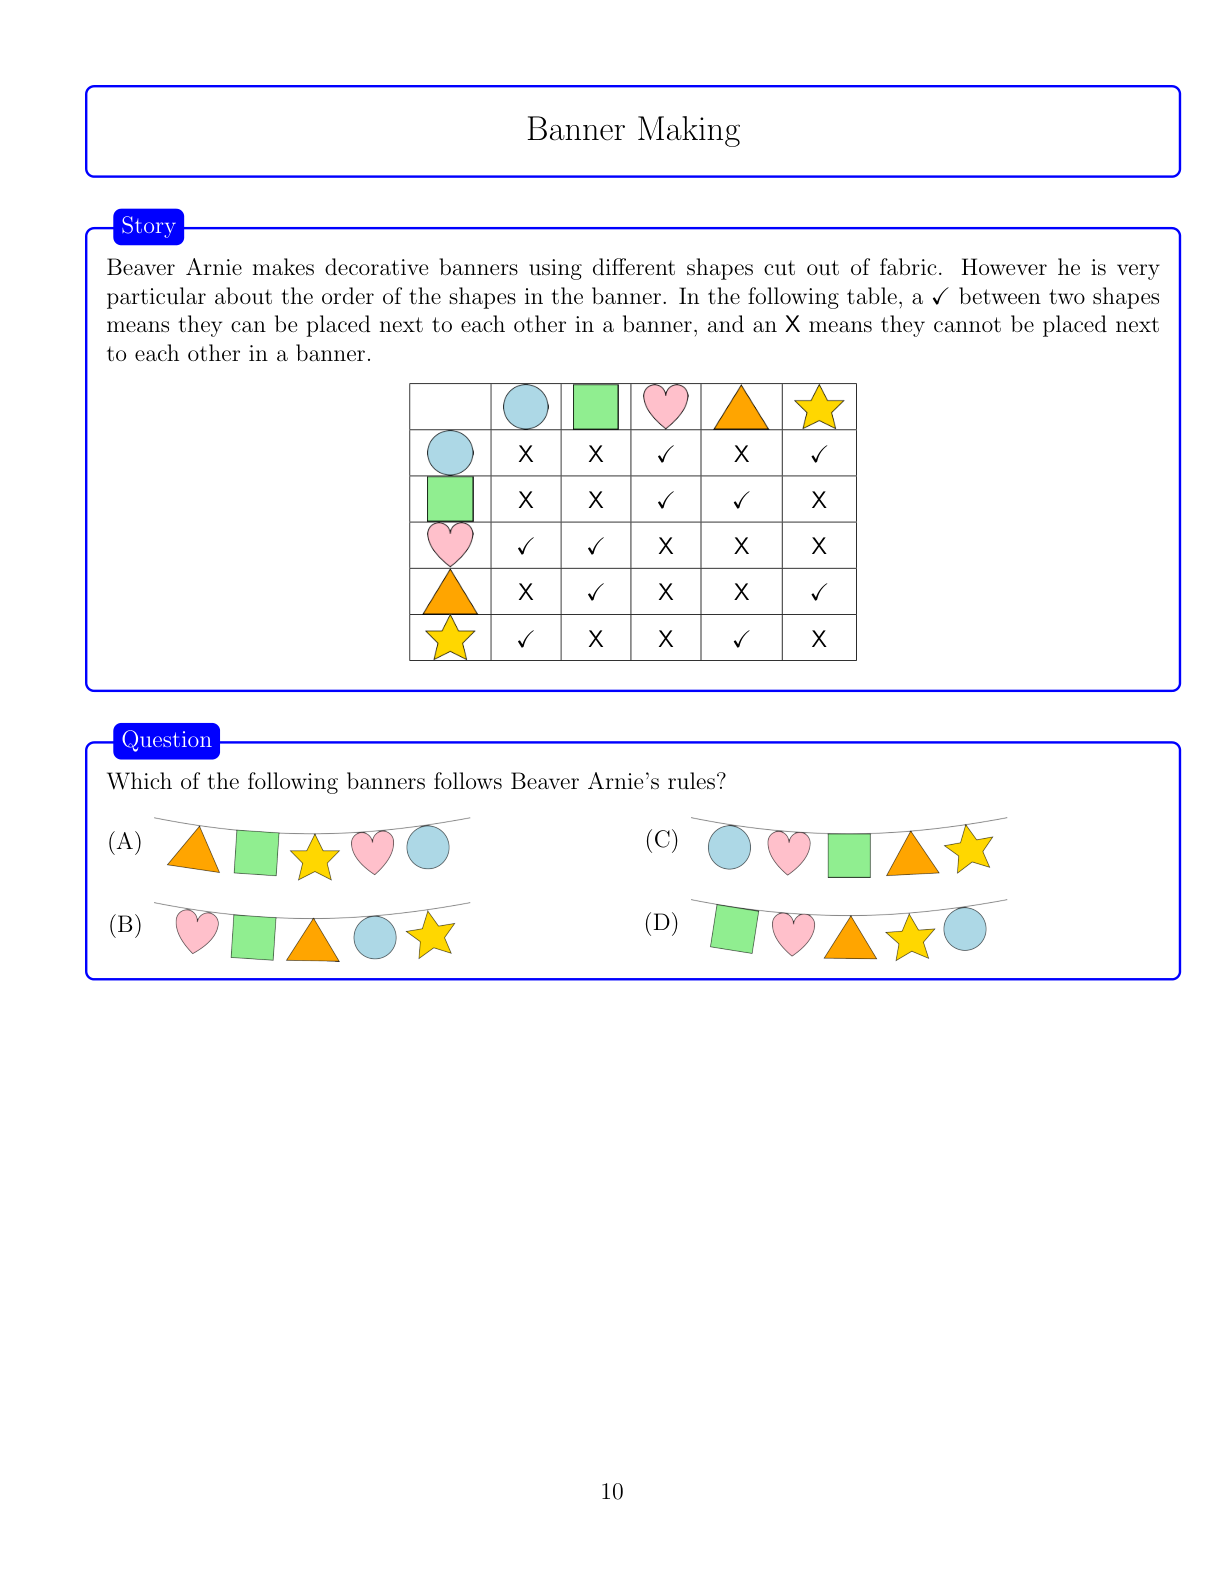 Banner Making
Story
Beaver Arnie makes decorative banners using different shapes cut out of fabric. However he is very
particular about the order of the shapes in the banner. In the following table, a ✓ between two shapes
means they can be placed next to each other in a banner, and an X means they cannot be placed next
to each other in a banner.
X X ✓ X ✓
X X ✓ ✓ X
✓ ✓ X X X
X ✓ X X ✓
✓ X X ✓ X
Question
Which of the following banners follows Beaver Arnie's rules?
(A)
(C)
(B)
(D)
10